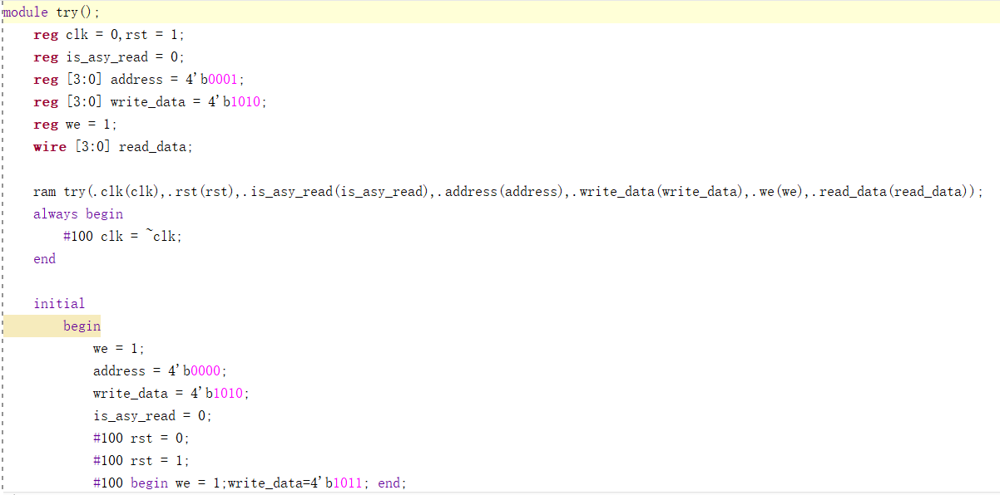 module try();
reg clk = 0,rst = 1;
reg is_asy_read = 0;
reg [3:0] address = 4'b0001;
reg [3:0] write_data = 4'b1010;
reg we = 1;
wire [3:0] read_data;
ram try(.clk(clk),.rst(rst),.is_asy_read(is_asy_read),.address(address),.write_data(write_data),.we(we),.read_data(read_data));
always begin
#100 clk = ~clk;
end
initial
begin
we = 1;
address = 4'b0000;
write_data = 4'b1010;
is_asy_read = 0;
#100 rst = 0;
#100 rst = 1;
#100 begin we = 1;write_data=4'b1011; end;